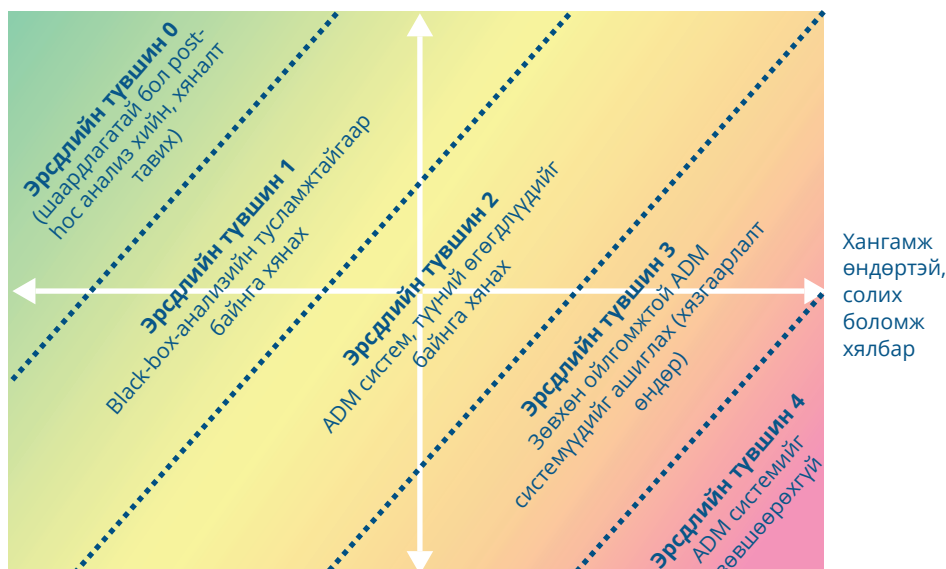 Эрсдлийн түвшин 0
(шаардлагатай бол post-
hoc анализ хийн, хяналт
тавих)
Эрсдлийн түвшин 1
Black-box-анализийн тусламжтайгаар
байнга хянах
Эрсдлийн түвшин 2
ADM систем, түүний өгөгдлүүдийг
байнга хянах
Эрсдлийн түвшин 3
Зөвхөн ойлгомжтой ADM
системүүдийг ашиглах (хязгаарлалт
өндөр)
Эрсдлийн түвшин 4
ADM системийг
зөвшөөрөхгүй
Хангамж
өндөртэй,
солих
боломж
хялбар